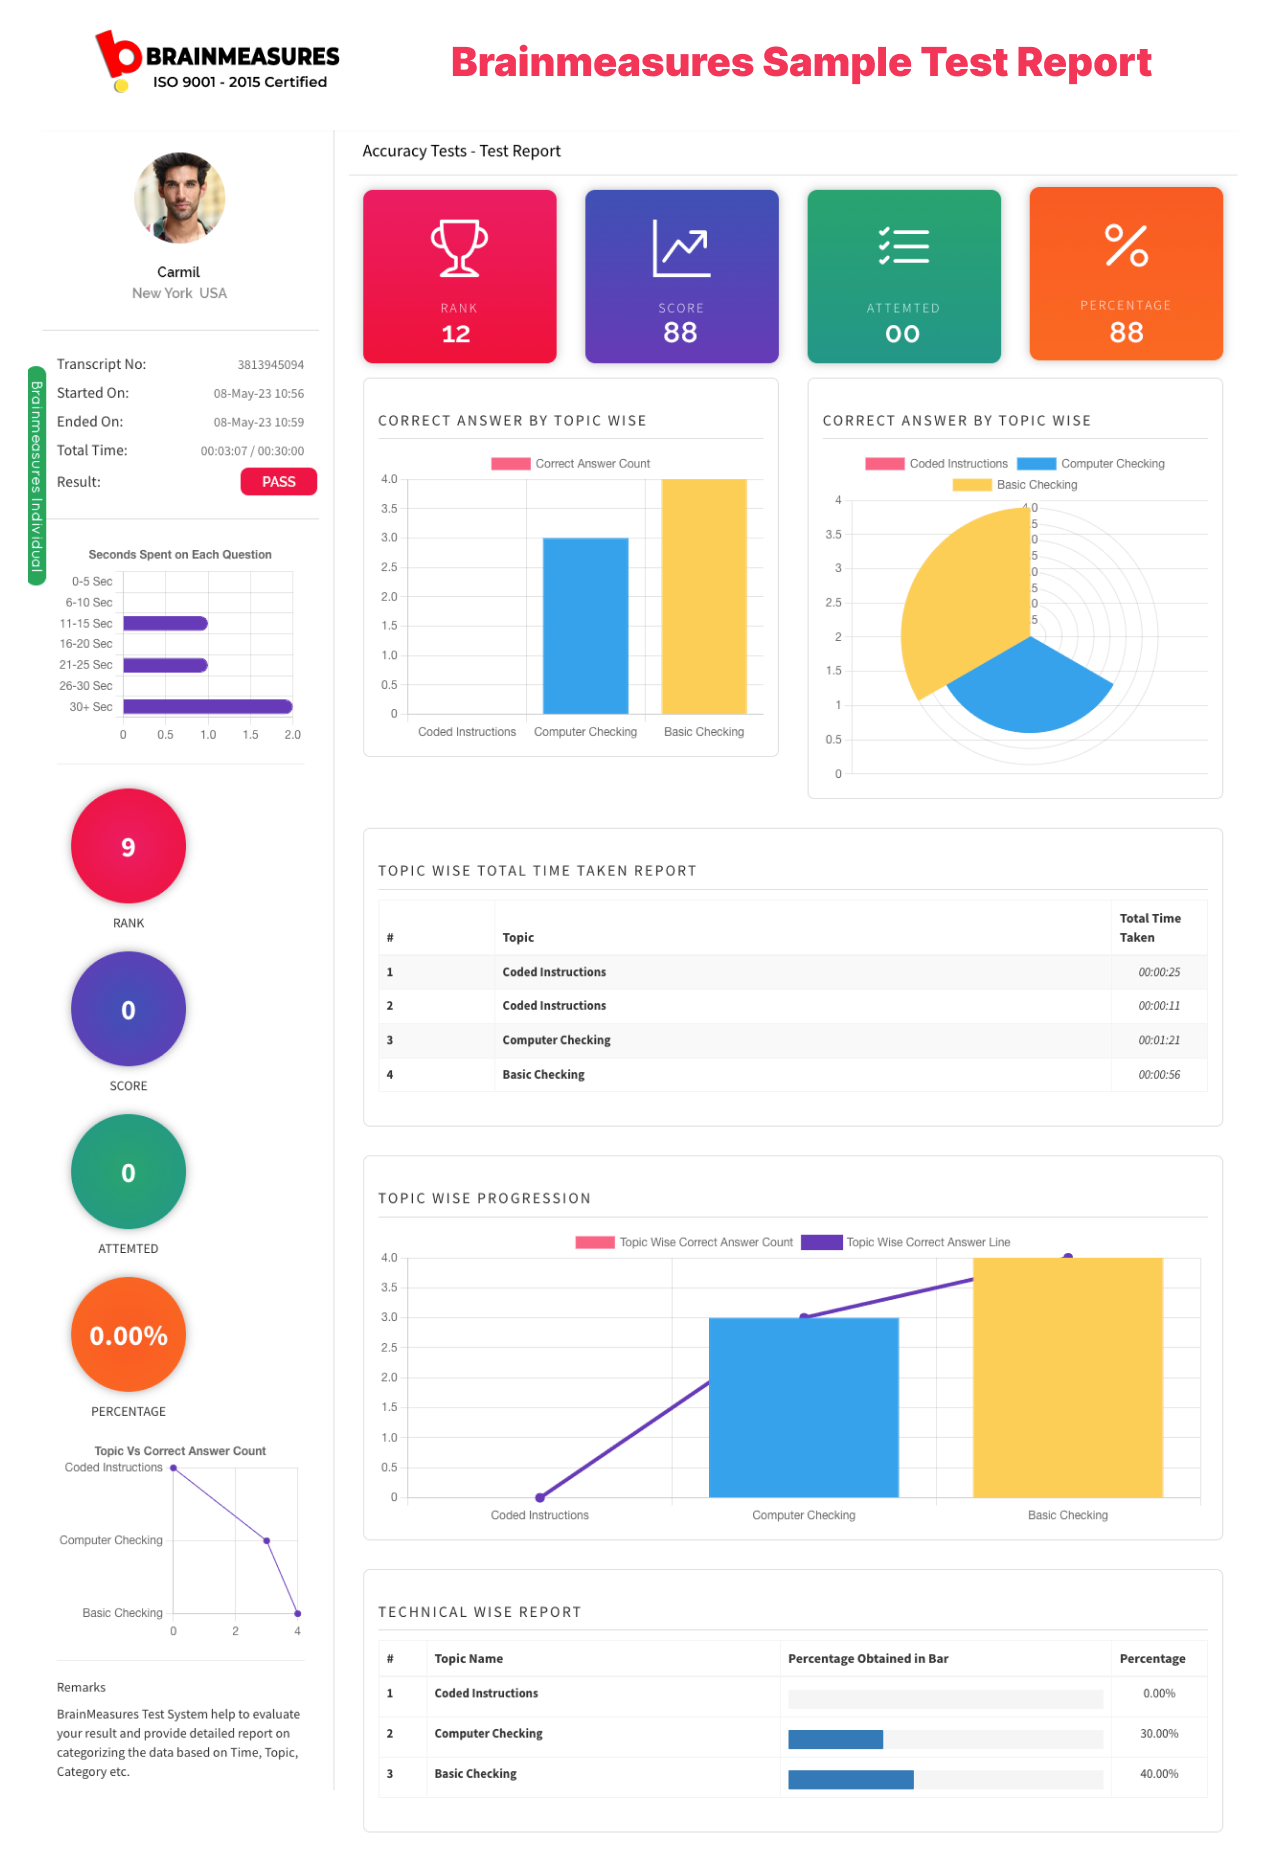 BRAINMEASURES
ISO 9001 - 2015 Certified
Brainmeasures Sample Test Report
Carmil
New York USA
Transcript No: 3813945094
Started On: 08-May-23 10:56
Ended On: 08-May-23 10:59
Total Time: 00:03:07 / 00:30:00
Result: PASS
Brainmeasures Individual
Seconds Spent on Each Question
0-5 Sec
6-10 Sec
11-15 Sec
16-20 Sec
21-25 Sec
26-30 Sec
30+ Sec
0 0.5 1.0 1.5 2.0
9
RANK
0
SCORE
0
ATTEMTED
0.00%
PERCENTAGE
Topic Vs Correct Answer Count
Coded Instructions
Computer Checking
Basic Checking
0 2 4
Remarks
BrainMeasures Test System help to evaluate
your result and provide detailed report on
categorizing the data based on Time, Topic,
Category etc.
Accuracy Tests - Test Report
RANK
12
SCORE
88
ATTEMTED
00
PERCENTAGE
88
CORRECT ANSWER BY TOPIC WISE
Correct Answer Count
4.0
3.5
3.0
2.5
2.0
1.5
1.0
0.5
0
Coded Instructions Computer Checking Basic Checking
CORRECT ANSWER BY TOPIC WISE
Coded Instructions Computer Checking
Basic Checking
4
3.5
3
2.5
2
1.5
1
0.5
0
4.0
5
0
5
0
5
0
5
TOPIC WISE TOTAL TIME TAKEN REPORT
# Topic Total Time
Taken
1 Coded Instructions 00:00:25
2 Coded Instructions 00:00:11
3 Computer Checking 00:01:21
4 Basic Checking 00:00:56
TOPIC WISE PROGRESSION
Topic Wise Correct Answer Count Topic Wise Correct Answer Line
4.0
3.5
3.0
2.5
2.0
1.5
1.0
0.5
0
Coded Instructions Computer Checking Basic Checking
TECHNICAL WISE REPORT
# Topic Name Percentage Obtained in Bar Percentage
1 Coded Instructions 0.00%
2 Computer Checking 30.00%
3 Basic Checking 40.00%